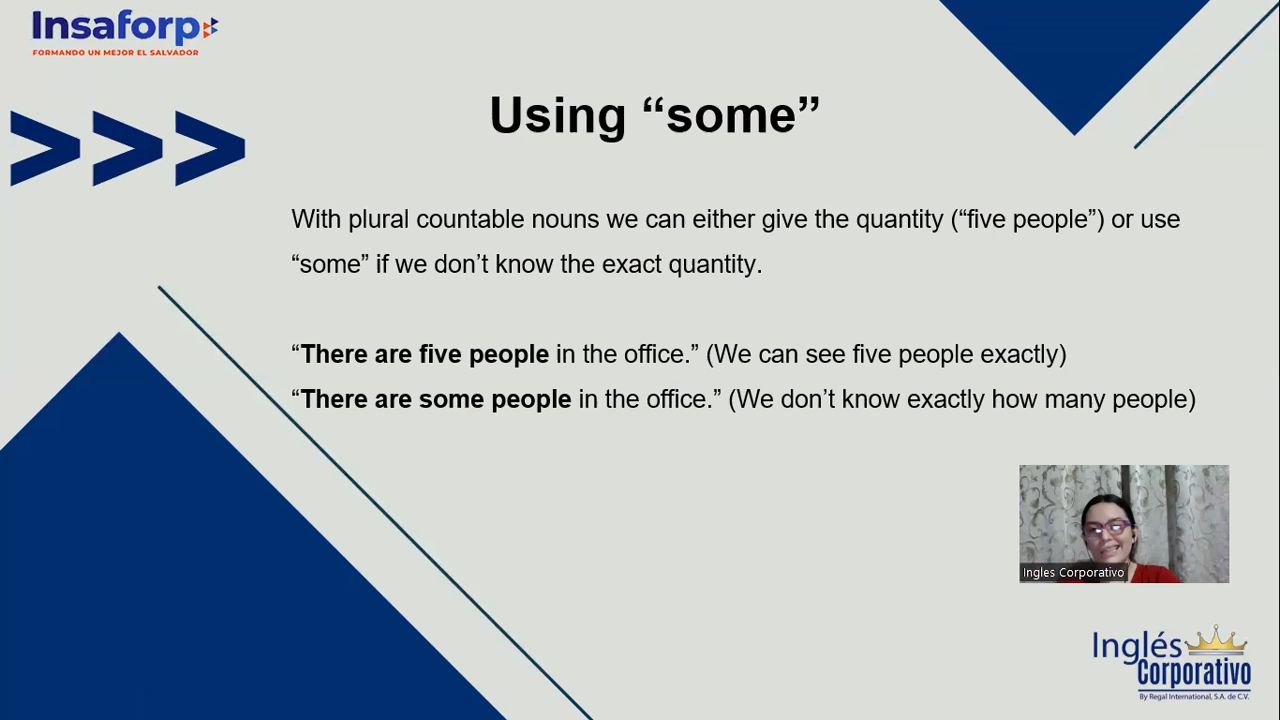 Insaforp
FORMANDO UN MEJOR EL SALVADOR
>>>
Using “some”
With plural countable nouns we can either give the quantity (“five people”) or use
“some” if we don’t know the exact quantity.
“There are five people in the office.” (We can see five people exactly)
“There are some people in the office.” (We don’t know exactly how many people)
Ingles Corporativo
Inglés
Corporativo
By Regal International, S.A. de C.V.